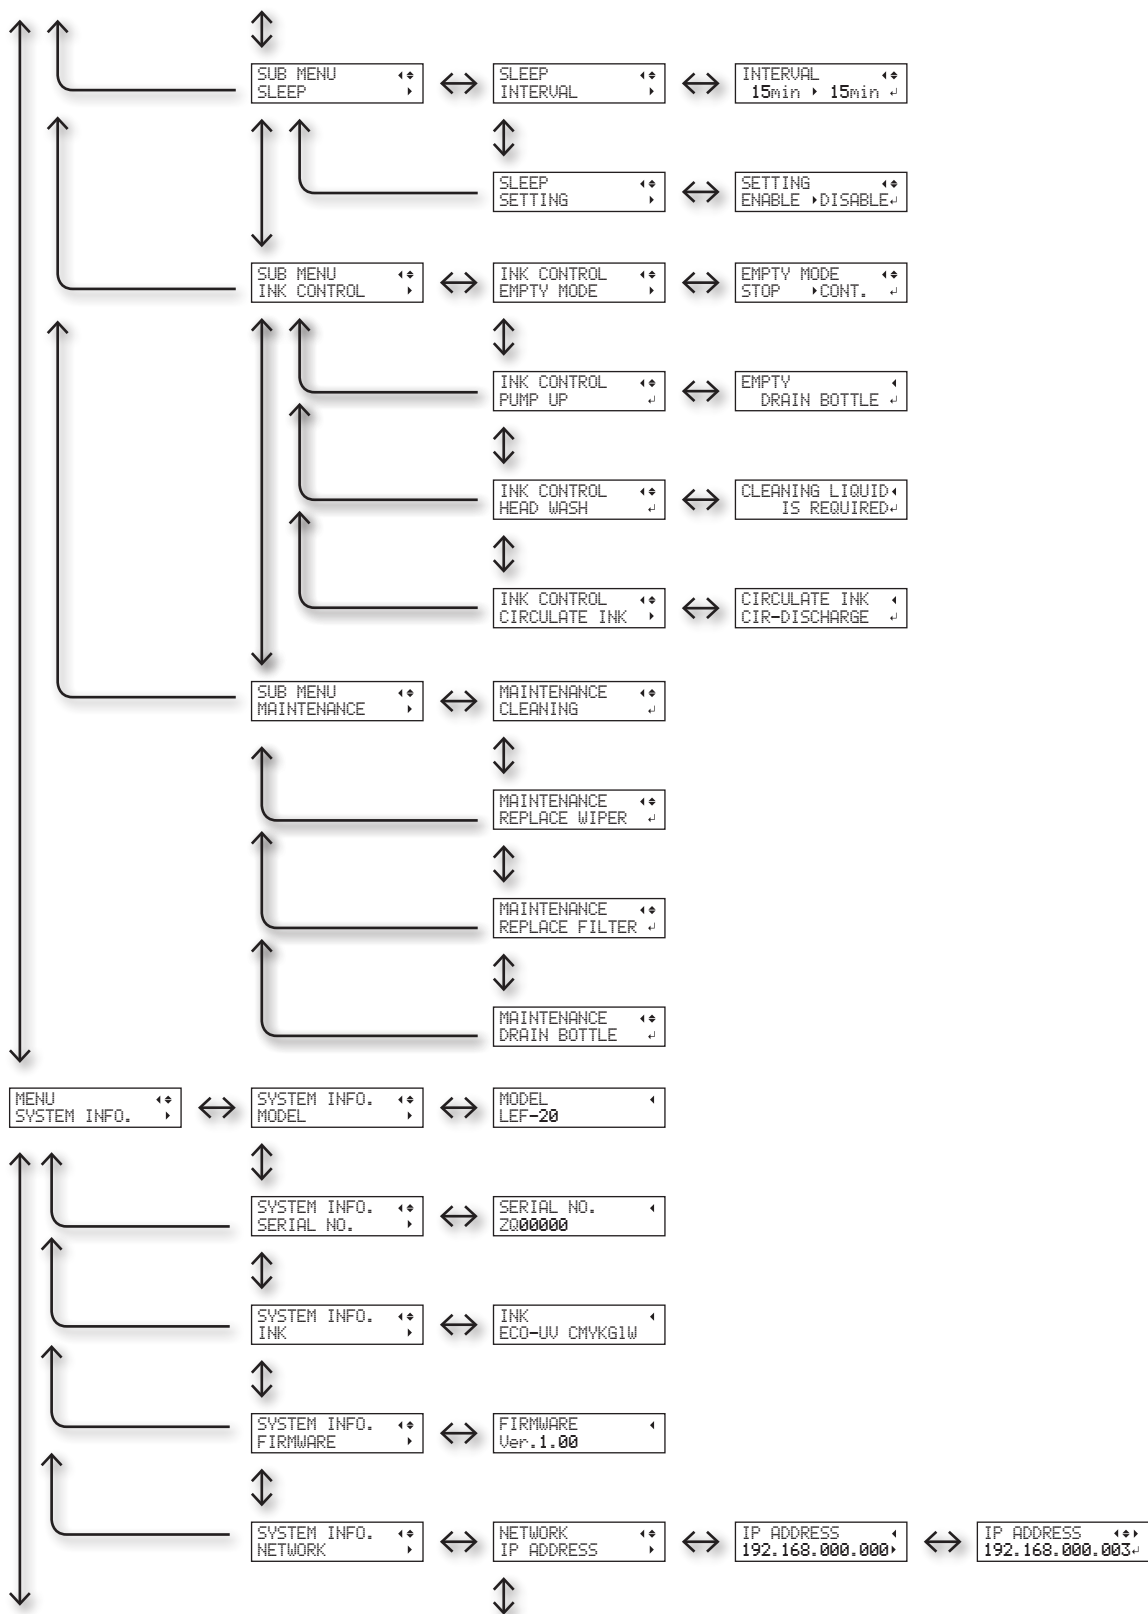 SUB MENU
SLEEP
SLEEP
INTERVAL
INTERVAL
15min 15min
SLEEP
SETTING
SETTING
ENABLE DISABLE
SUB MENU
INK CONTROL
INK CONTROL
EMPTY MODE
EMPTY MODE
STOP CONT.
INK CONTROL
PUMP UP
EMPTY
DRAIN BOTTLE
INK CONTROL
HEAD WASH
CLEANING LIQUID
IS REQUIRED
INK CONTROL
CIRCULATE INK
CIRCULATE INK
CIR-DISCHARGE
SUB MENU
MAINTENANCE
MAINTENANCE
CLEANING
MAINTENANCE
REPLACE WIPER
MAINTENANCE
REPLACE FILTER
MAINTENANCE
DRAIN BOTTLE
MENU
SYSTEM INFO.
SYSTEM INFO.
MODEL
MODEL
LEF-20
SYSTEM INFO.
SERIAL NO.
SERIAL NO.
ZQ00000
SYSTEM INFO.
INK
INK
ECO-UV CMYKGlW
SYSTEM INFO.
FIRMWARE
FIRMWARE
Ver.1.00
SYSTEM INFO.
NETWORK
NETWORK
IP ADDRESS
IP ADDRESS
192.168.000.000
IP ADDRESS
192.168.000.003